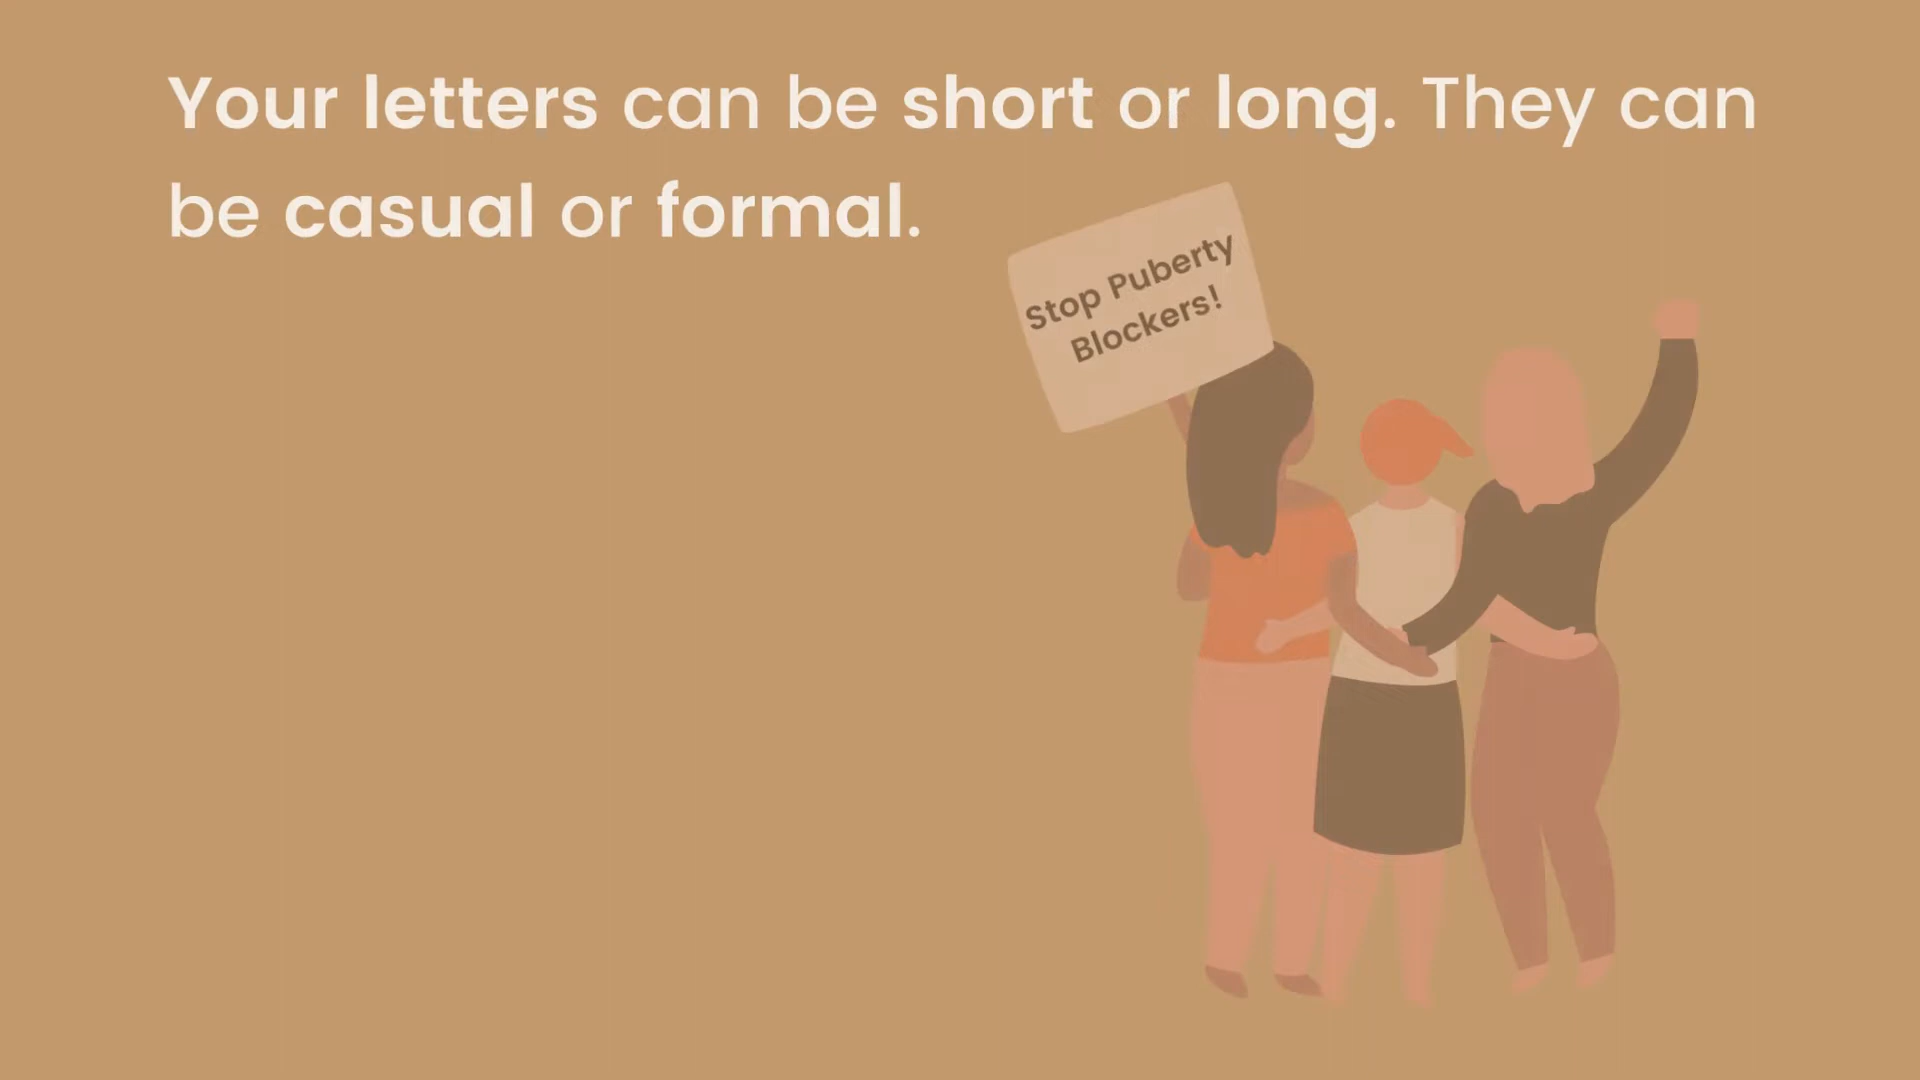 Your letters can be short or long. They can
be casual or formal.
Stop Puberty
Blockers!